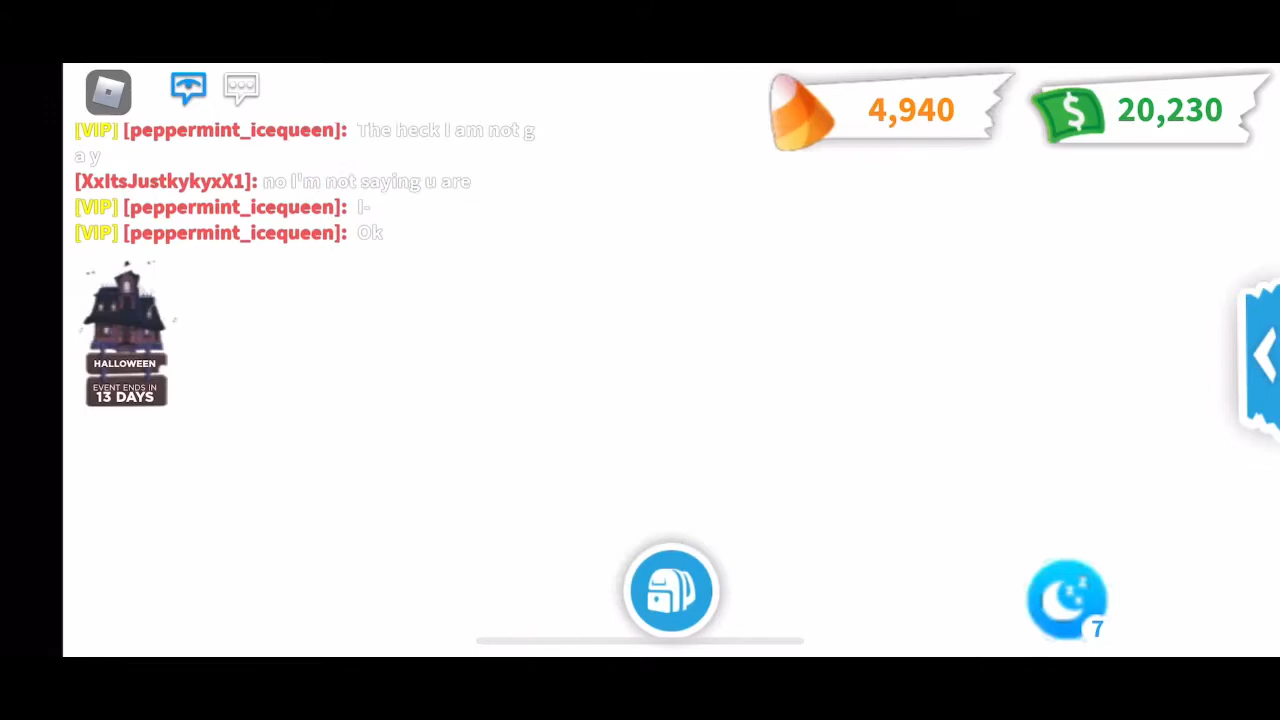 4,940
20,230
[VIP] [peppermint_icequeen]: The heck I am not g
a y
[XxItsJustkykyxX1]: no I'm not saying u are
[VIP] [peppermint_icequeen]: I-
[VIP] [peppermint_icequeen]: Ok
HALLOWEEN
EVENT ENDS IN
13 DAYS
7